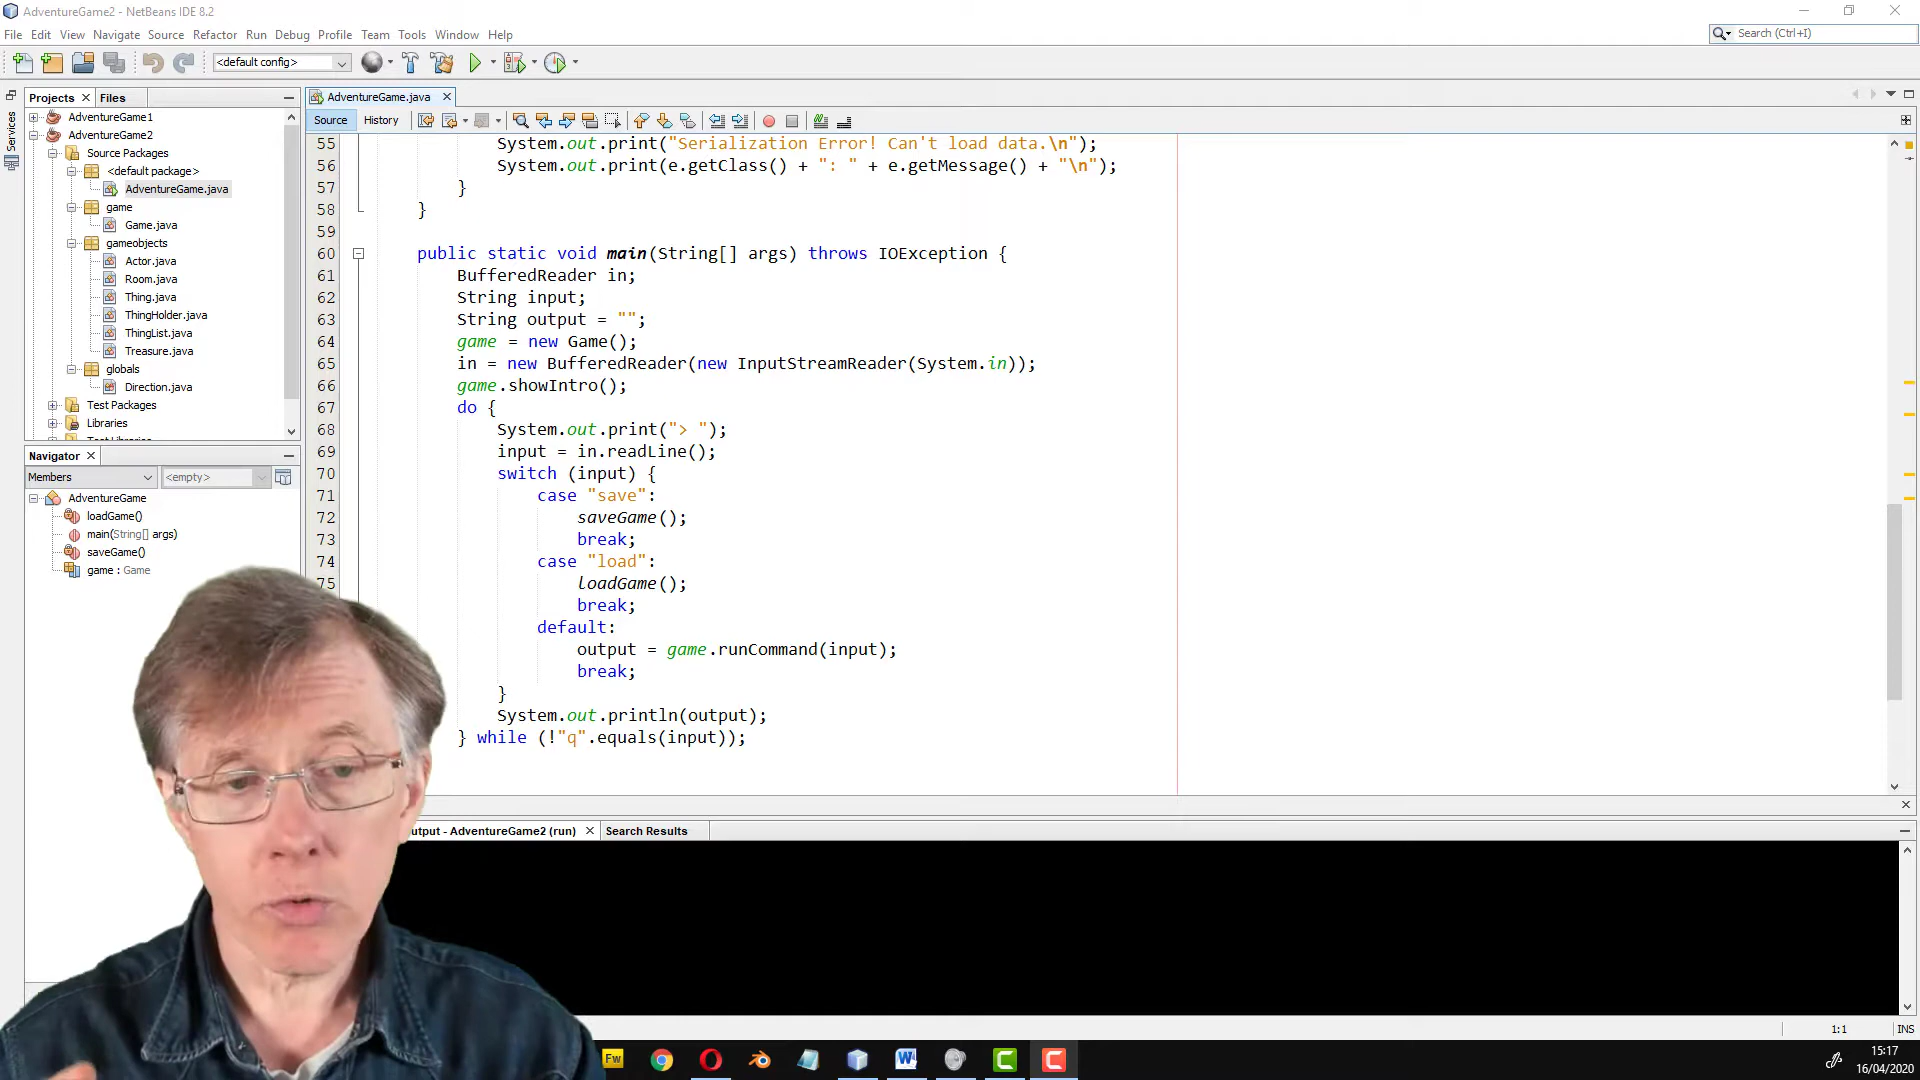 AdventureGame2 - NetBeans IDE 8.2
File Edit View Navigate Source Refactor Run Debug Profile Team Tools Window Help
Search (Ctrl+I)
<default config>
Projects Files
Services
AdventureGame1
AdventureGame2
Source Packages
<default package>
AdventureGame.java
game
Game.java
gameobjects
Actor.java
Room.java
Thing.java
ThingHolder.java
ThingList.java
Treasure.java
globals
Direction.java
Test Packages
Libraries
Navigator
Members <empty>
AdventureGame
loadGame()
main(String[] args)
saveGame()
game : Game
AdventureGame.java
Source History
55 System.out.print("Serialization Error! Can't load data.\n");
56 System.out.print(e.getClass() + ": " + e.getMessage() + "\n");
57 }
58 }
59
60 public static void main(String[] args) throws IOException {
61 BufferedReader in;
62 String input;
63 String output = "";
64 game = new Game();
65 in = new BufferedReader(new InputStreamReader(System.in));
66 game.showIntro();
67 do {
68 System.out.print("> ");
69 input = in.readLine();
70 switch (input) {
71 case "save":
72 saveGame();
73 break;
74 case "load":
75 loadGame();
break;
default:
output = game.runCommand(input);
break;
}
System.out.println(output);
} while (!"q".equals(input));
utput - AdventureGame2 (run) Search Results
1:1 INS
Fw
15:17
16/04/2020